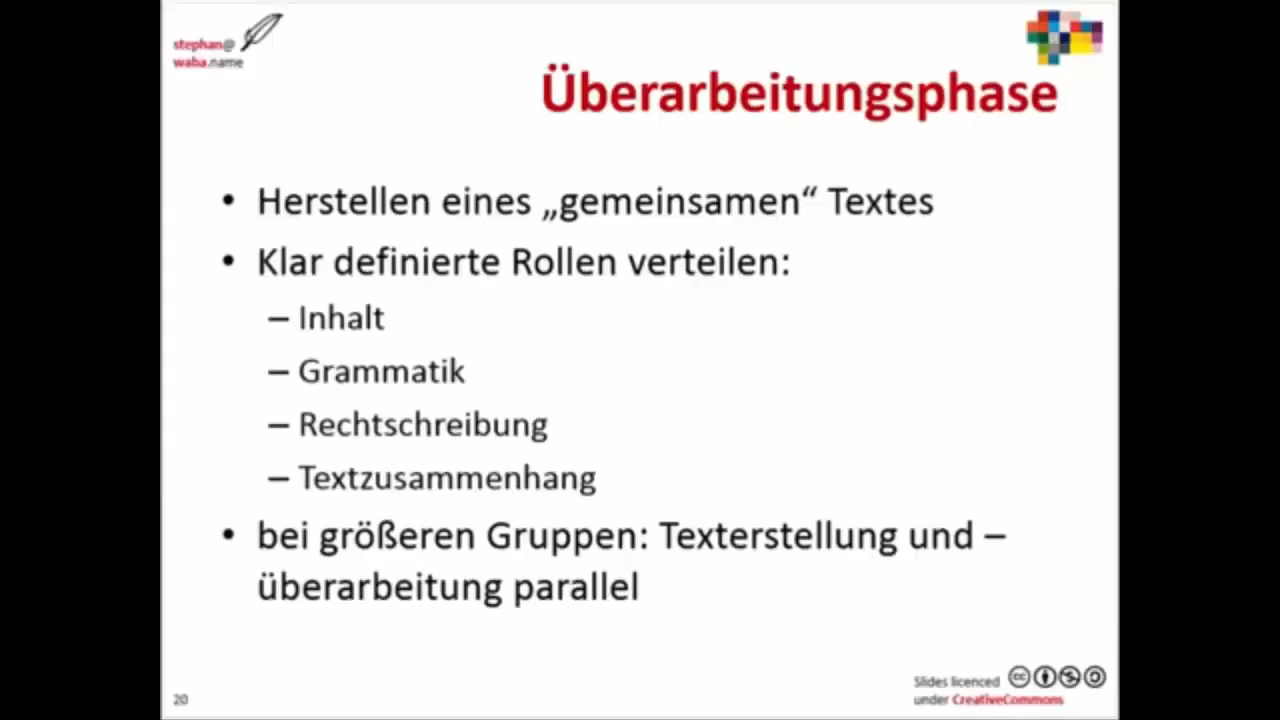 stephan@
waba.name
Überarbeitungsphase
• Herstellen eines „gemeinsamen“ Textes
• Klar definierte Rollen verteilen:
– Inhalt
– Grammatik
– Rechtschreibung
– Textzusammenhang
• bei größeren Gruppen: Texterstellung und –
überarbeitung parallel
20
Slides licenced
under CreativeCommons